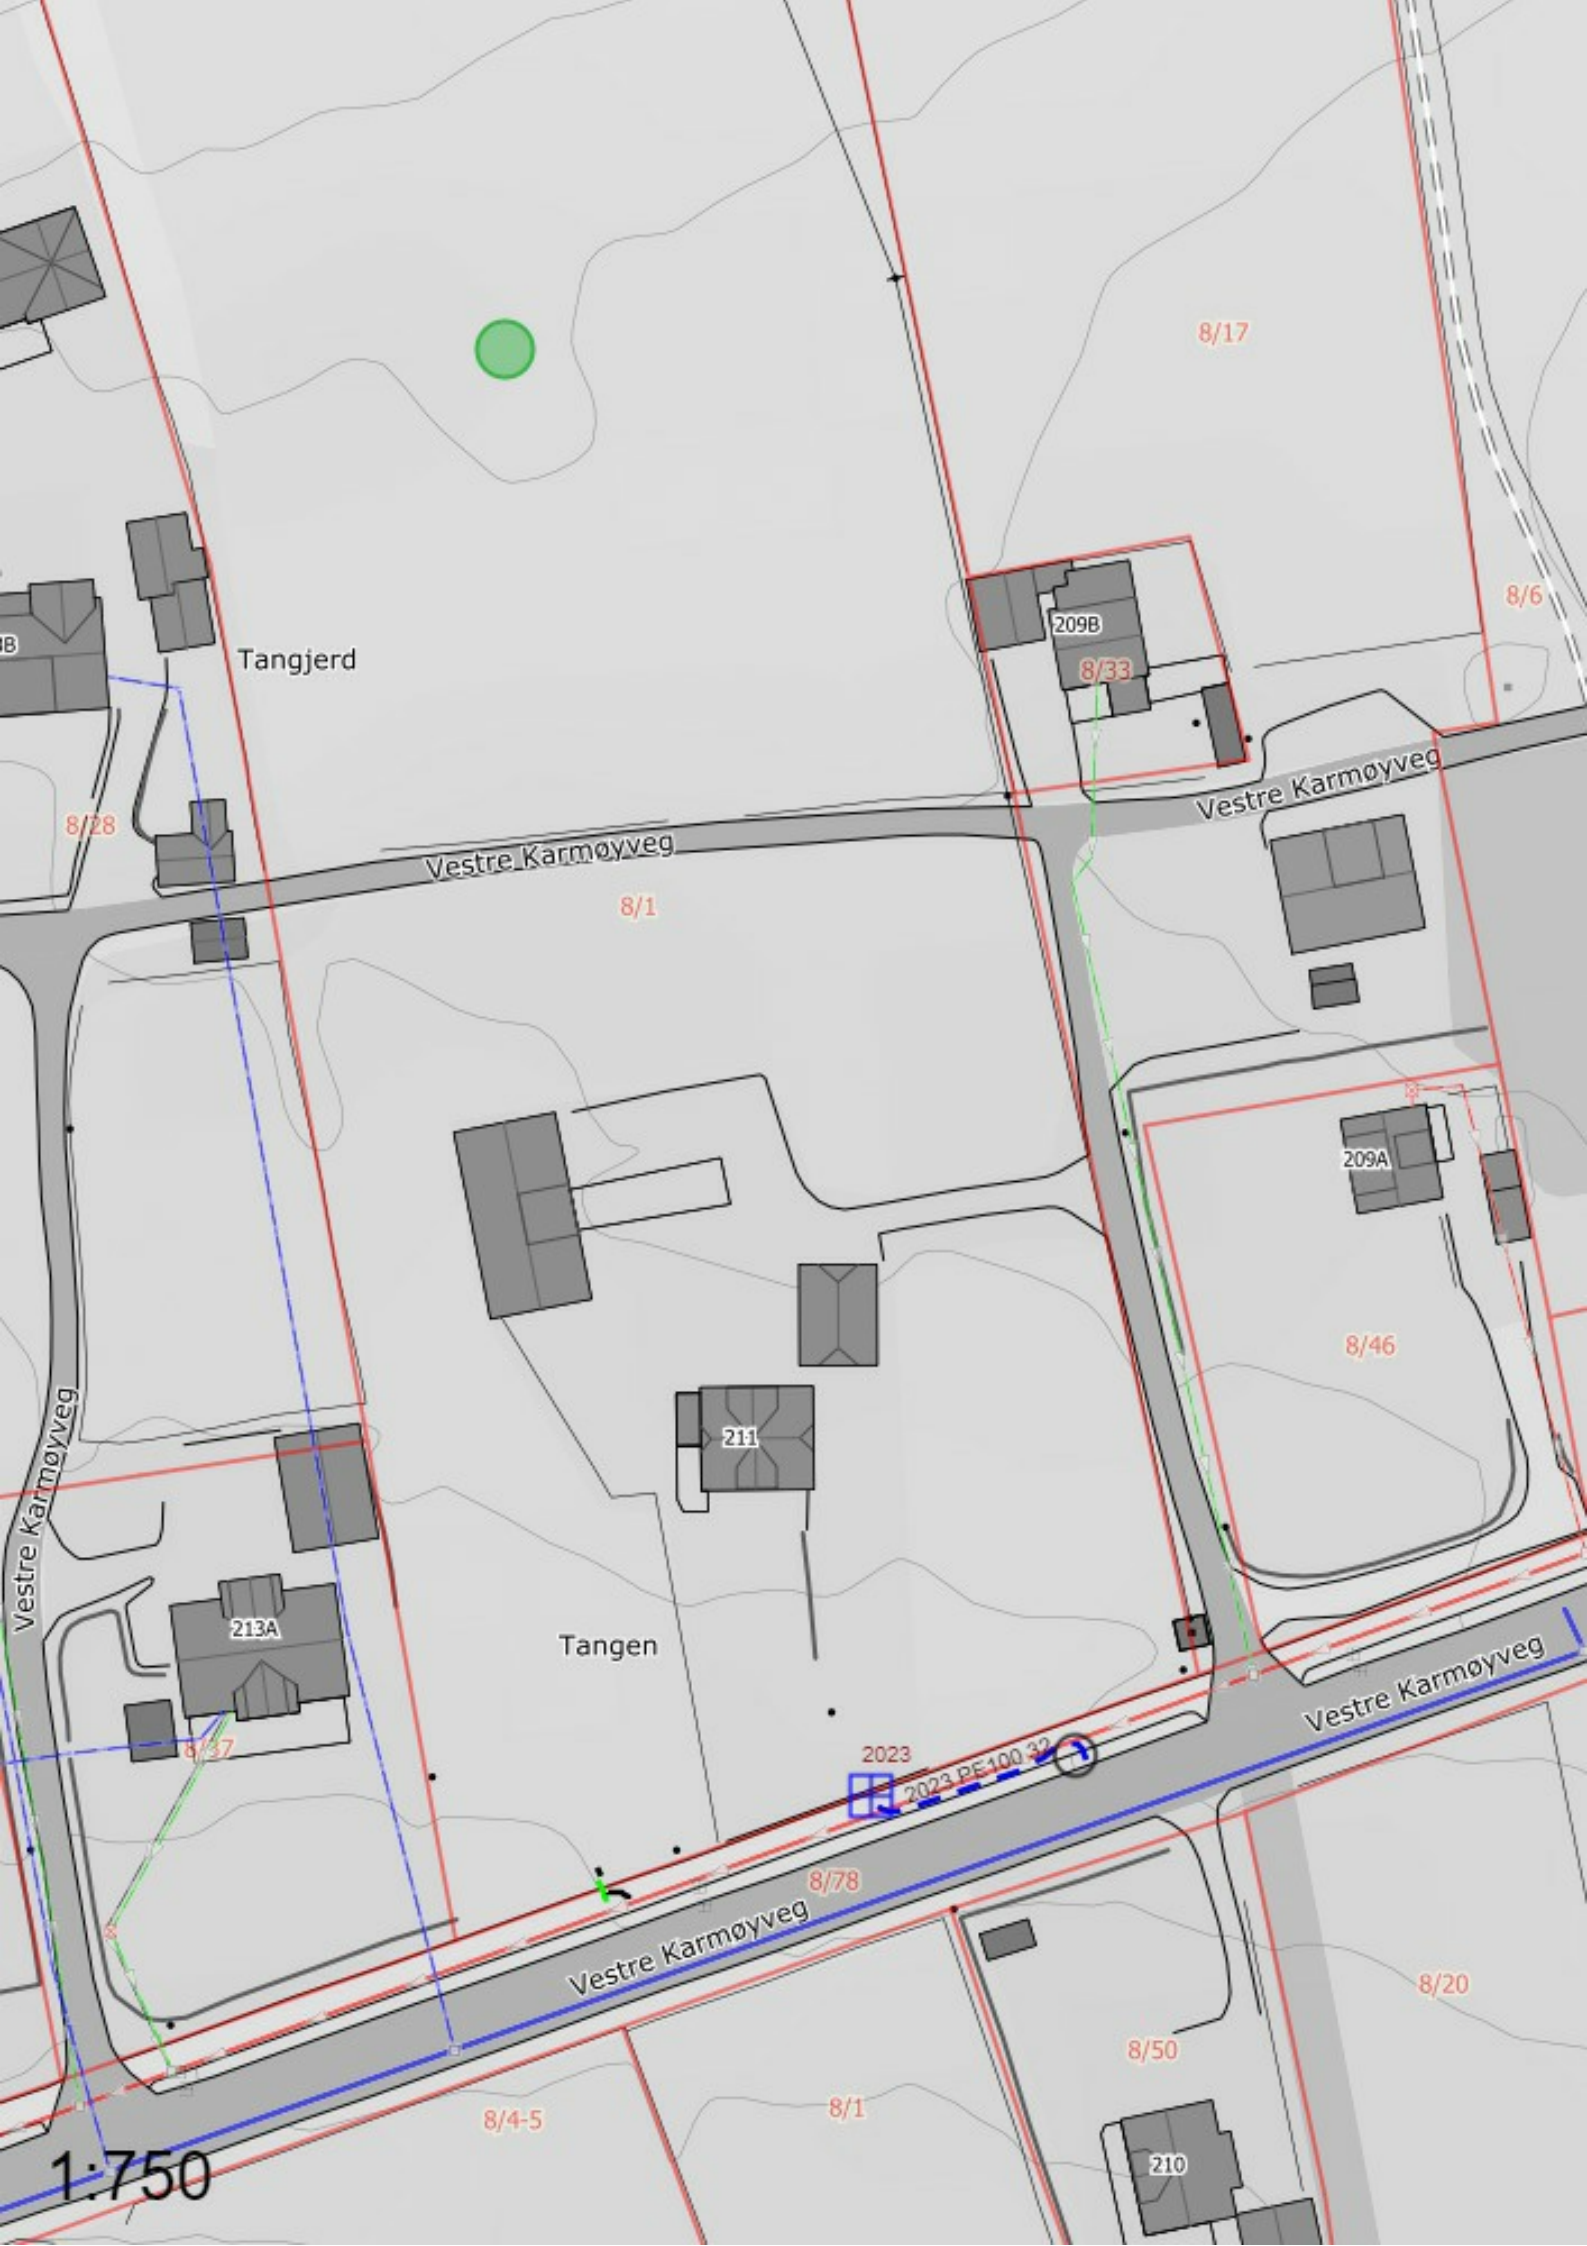 8/17
8/6
209B
Tangjerd
8/33
Vestre Karmøyveg
8/28
Vestre Karmøyveg
8/1
209A
8/46
211
Vestre Karmøyveg
213A
Tangen
Vestre Karmøyveg
8/37
2023
2023 PE100 32
8/78
Vestre Karmøyveg
8/20
8/50
8/4-5
8/1
210
1:750